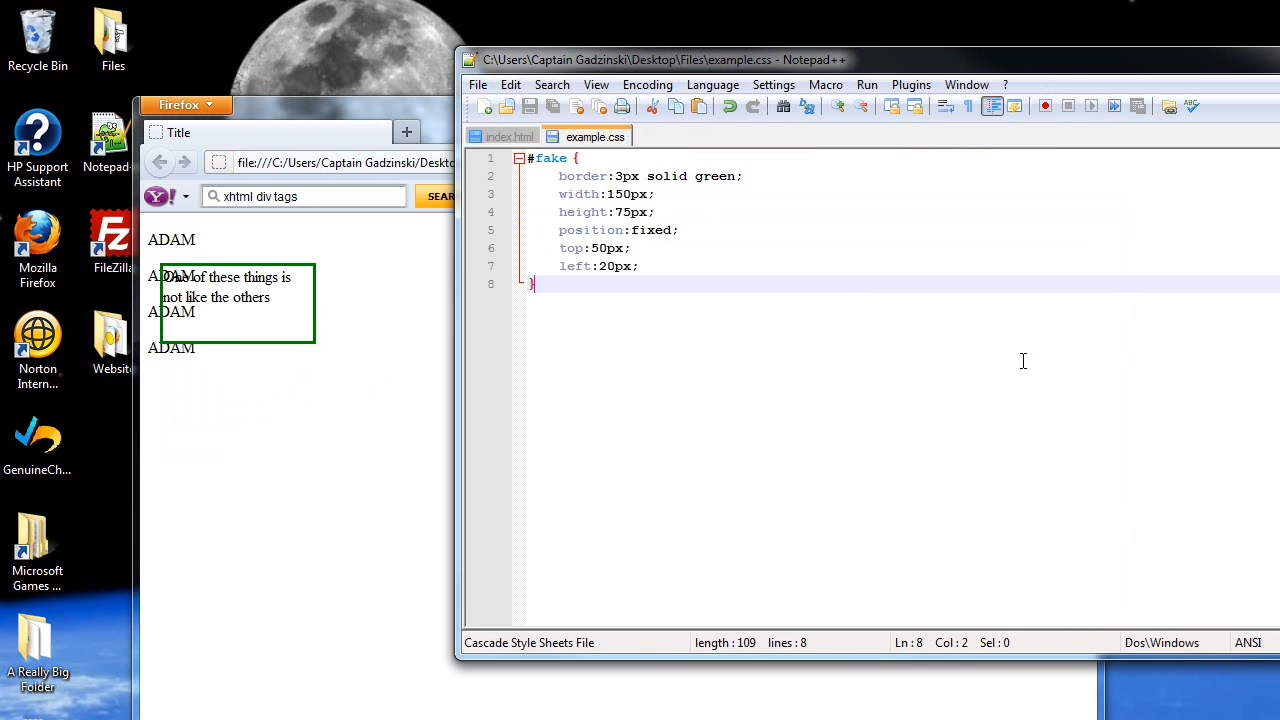 Recycle Bin
Files
HP Support
Assistant
Notepad-
Mozilla
Firefox
FileZilla
Norton
Intern...
Website
GenuineCh...
Microsoft
Games ...
A Really Big
Folder
Firefox
Title
file:///C:/Users/Captain Gadzinski/Deskto
xhtml div tags
SEAR
ADAM
ADAM
One of these things is
not like the others
ADAM
ADAM
C:\Users\Captain Gadzinski\Desktop\Files\example.css - Notepad++
File Edit Search View Encoding Language Settings Macro Run Plugins Window ?
index.html example.css
1 #fake {
2 border:3px solid green;
3 width:150px;
4 height:75px;
5 position:fixed;
6 top:50px;
7 left:20px;
8 }
Cascade Style Sheets File length : 109 lines : 8 Ln : 8 Col : 2 Sel : 0 Dos\Windows ANSI